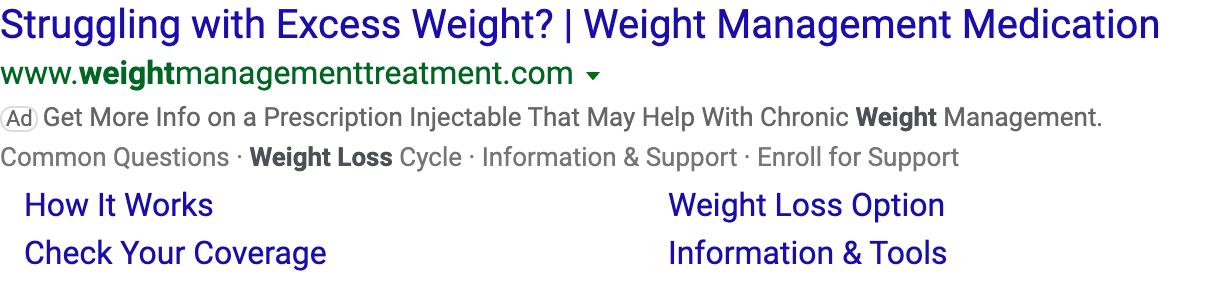 Struggling with Excess Weight? | Weight Management Medication
www.weightmanagementtreatment.com
Ad Get More Info on a Prescription Injectable That May Help With Chronic Weight Management.
Common Questions · Weight Loss Cycle · Information & Support · Enroll for Support
How It Works Weight Loss Option
Check Your Coverage Information & Tools